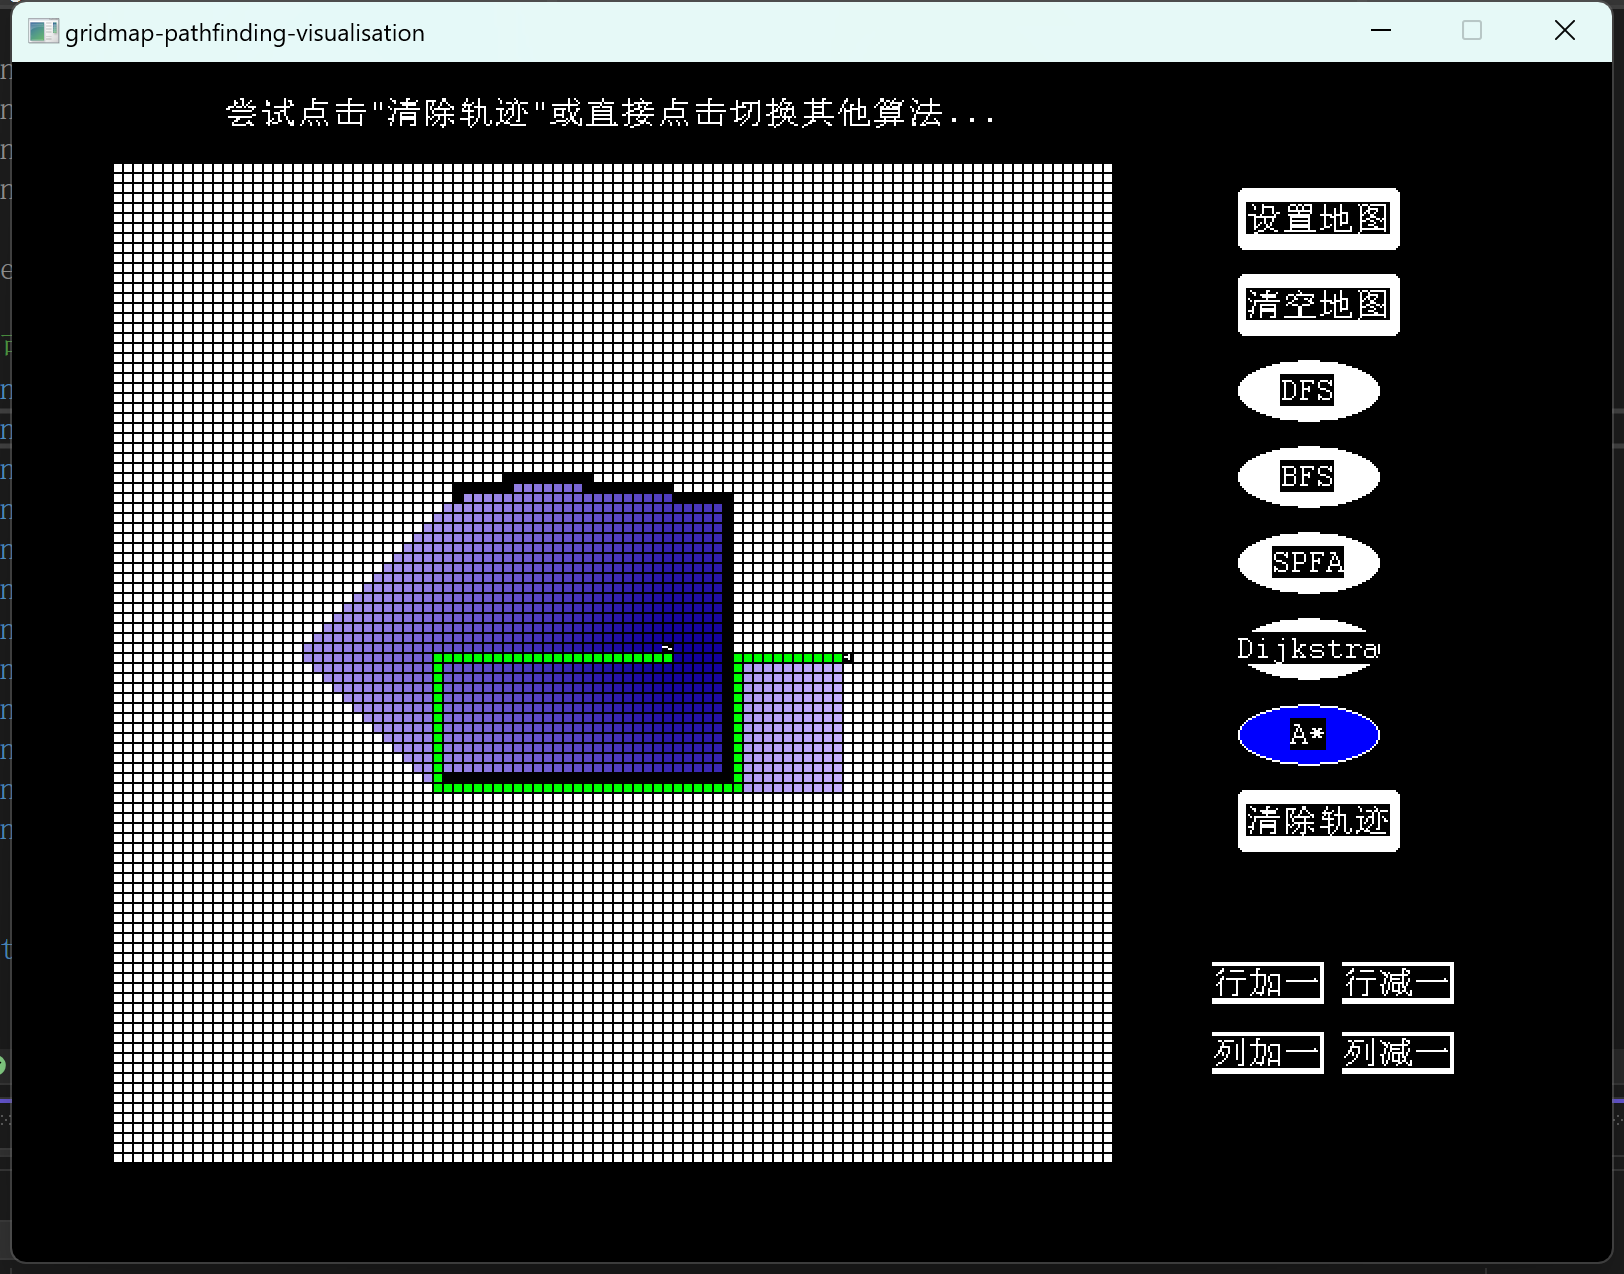 gridmap-pathfinding-visualisation
尝试点击"清除轨迹"或直接点击切换其他算法...
设置地图
清空地图
DFS
BFS
SPFA
Dijkstra
A*
清除轨迹
行加一 行减一
列加一 列减一